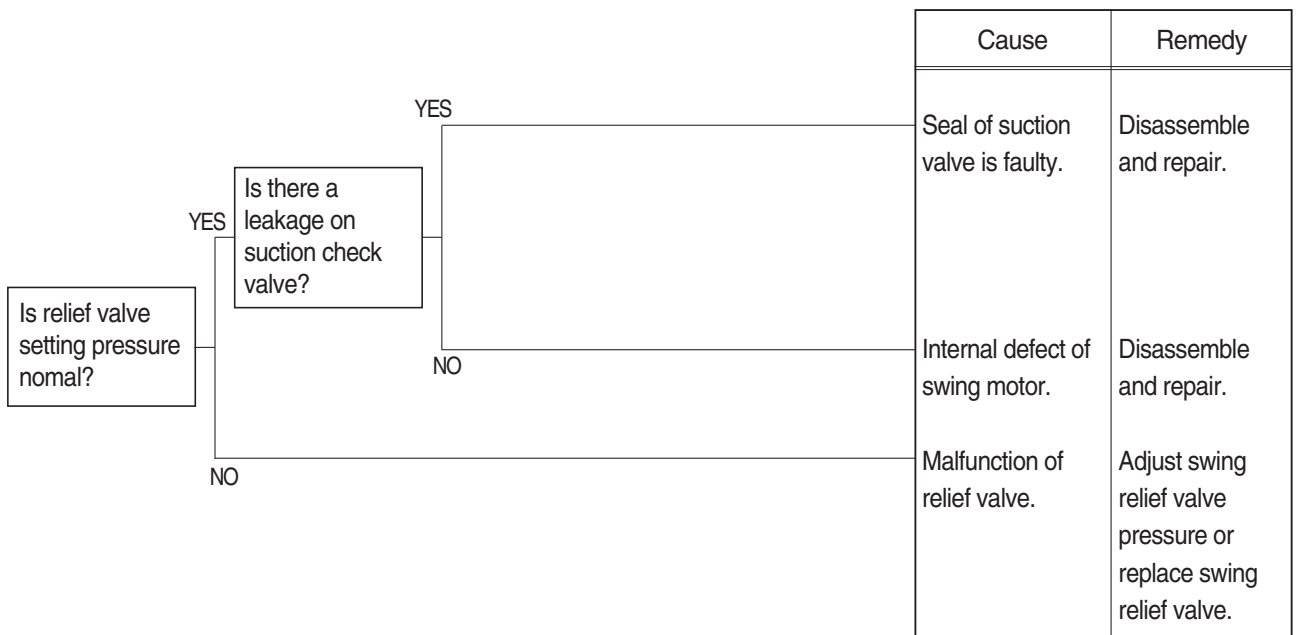 Cause
Remedy
YES
Seal of suction
valve is faulty.
Disassemble
and repair.
YES
Is there a
leakage on
suction check
valve?
Is relief valve
setting pressure
nomal?
NO
Internal defect of
swing motor.
Disassemble
and repair.
NO
Malfunction of
relief valve.
Adjust swing
relief valve
pressure or
replace swing
relief valve.